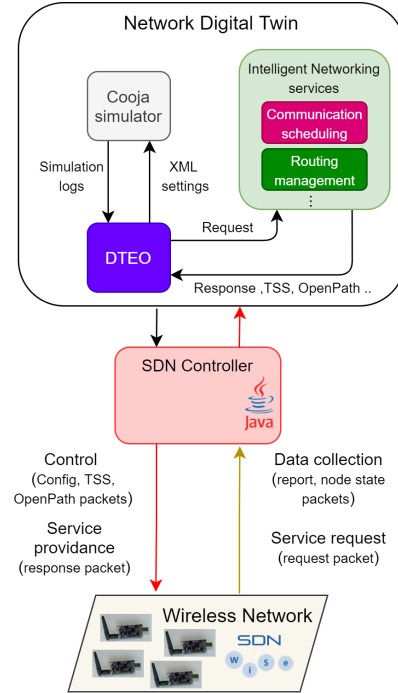 Network Digital Twin
Cooja
simulator
Intelligent Networking
services
Communication
scheduling
Routing
management
⋮
Simulation
logs
XML
settings
Request
DTEO
Response ,TSS, OpenPath ..
SDN Controller
Java
Control
(Config, TSS,
OpenPath packets)
Service
providance
(response packet)
Data collection
(report, node state
packets)
Service request
(request packet)
Wireless Network
SDN
W i S e